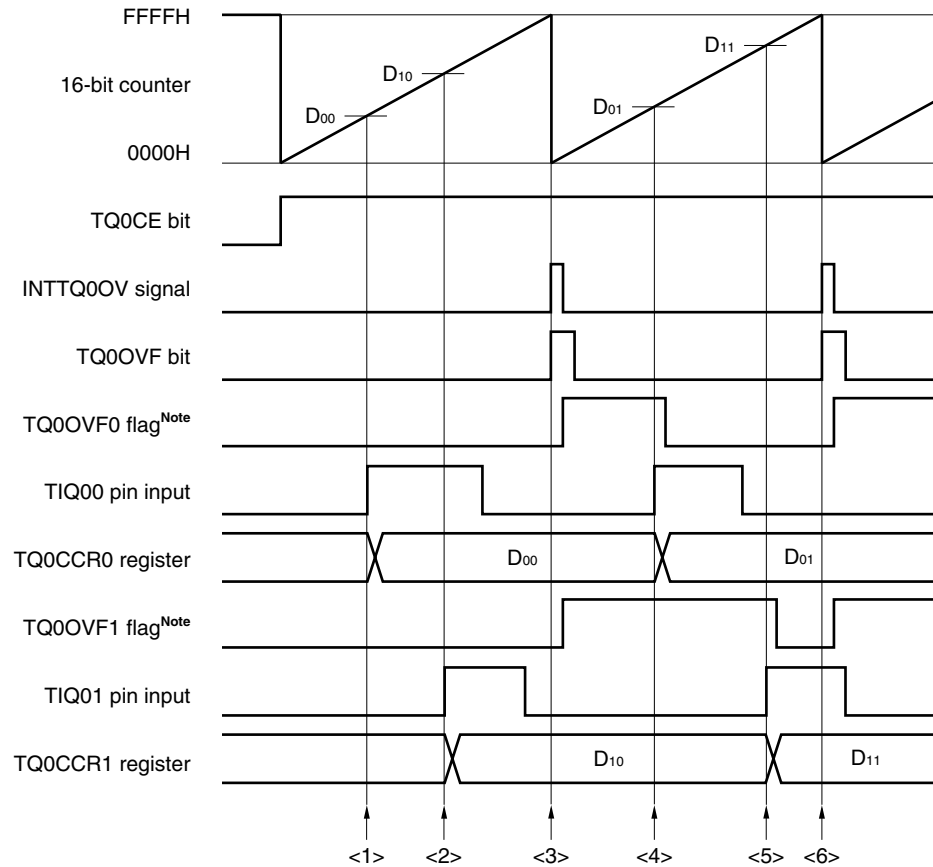 FFFFH
D11
D10
16-bit counter
D01
D00
0000H
TQ0CE bit
INTTQ0OV signal
TQ0OVF bit
TQ0OVF0 flagNote
TIQ00 pin input
TQ0CCR0 register D00 D01
TQ0OVF1 flagNote
TIQ01 pin input
TQ0CCR1 register D10 D11
<1> <2> <3> <4> <5> <6>